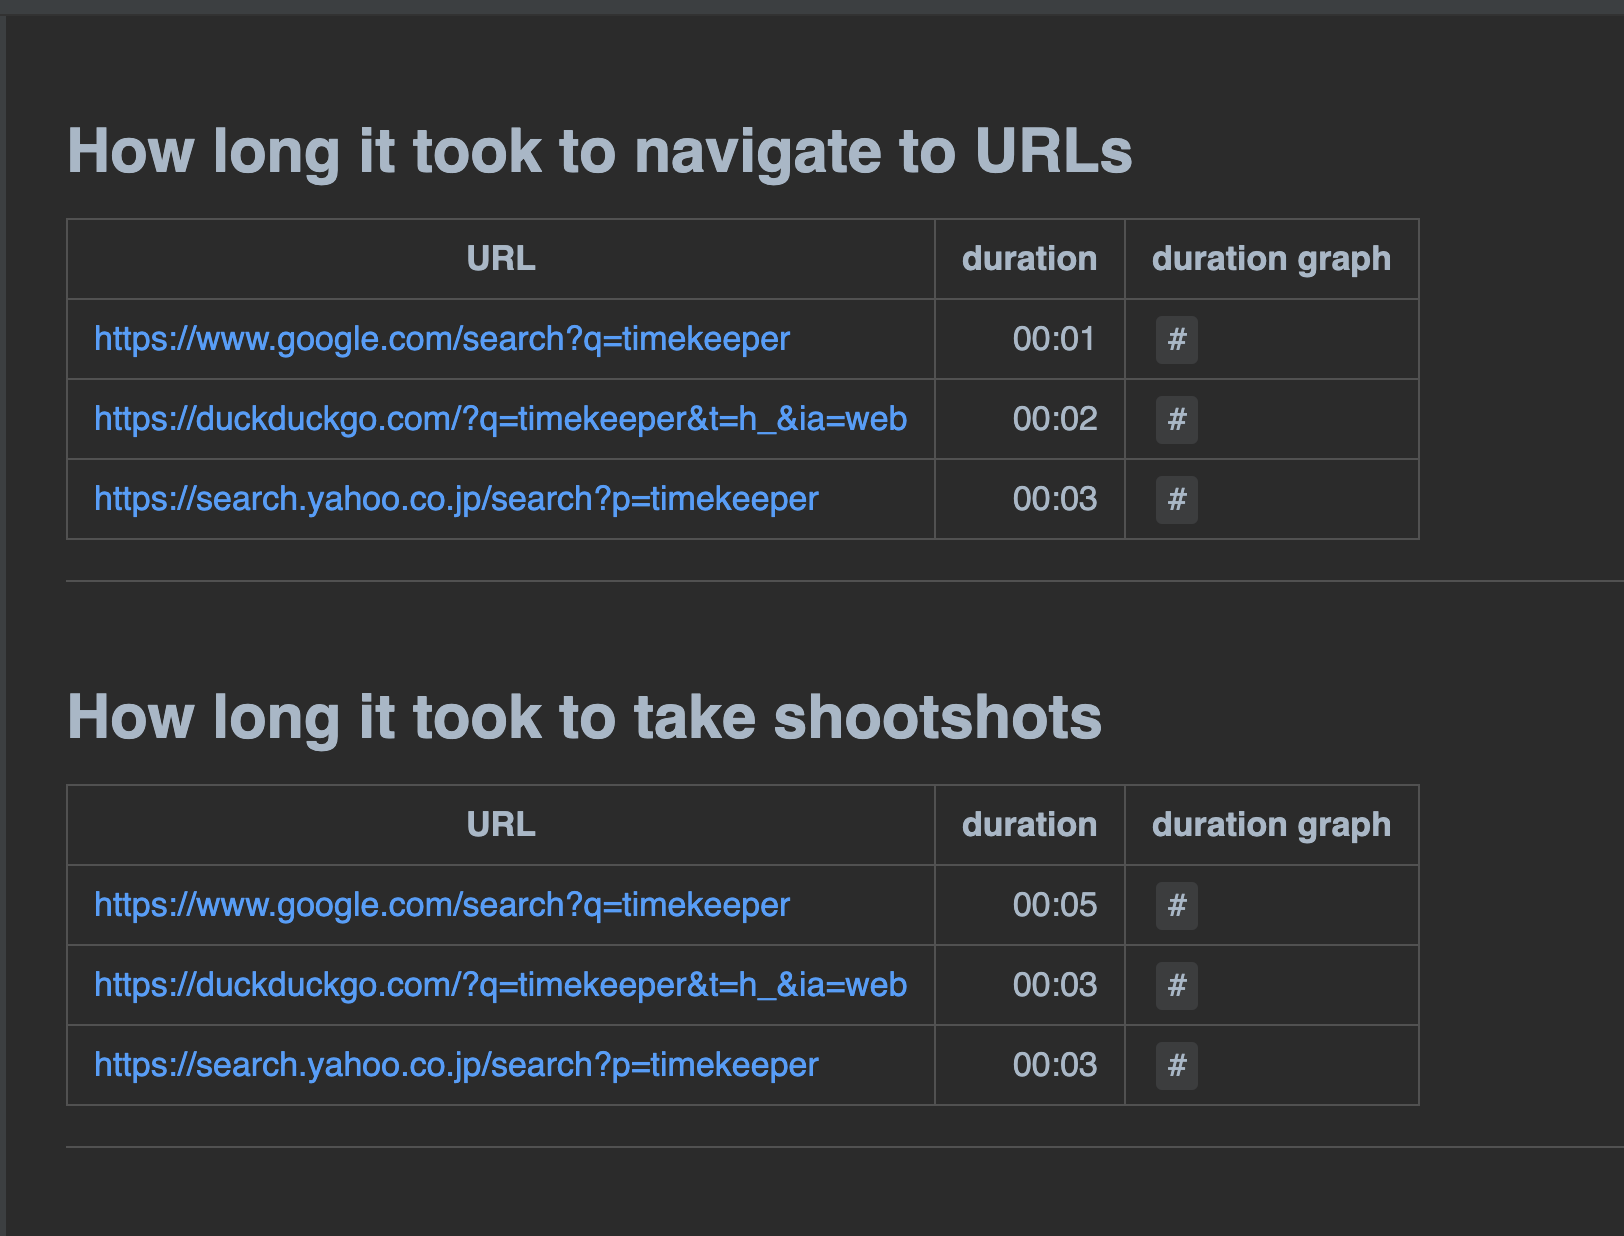 How long it took to navigate to URLs
URL duration duration graph
https://www.google.com/search?q=timekeeper 00:01 #
https://duckduckgo.com/?q=timekeeper&t=h_&ia=web 00:02 #
https://search.yahoo.co.jp/search?p=timekeeper 00:03 #
How long it took to take shootshots
URL duration duration graph
https://www.google.com/search?q=timekeeper 00:05 #
https://duckduckgo.com/?q=timekeeper&t=h_&ia=web 00:03 #
https://search.yahoo.co.jp/search?p=timekeeper 00:03 #